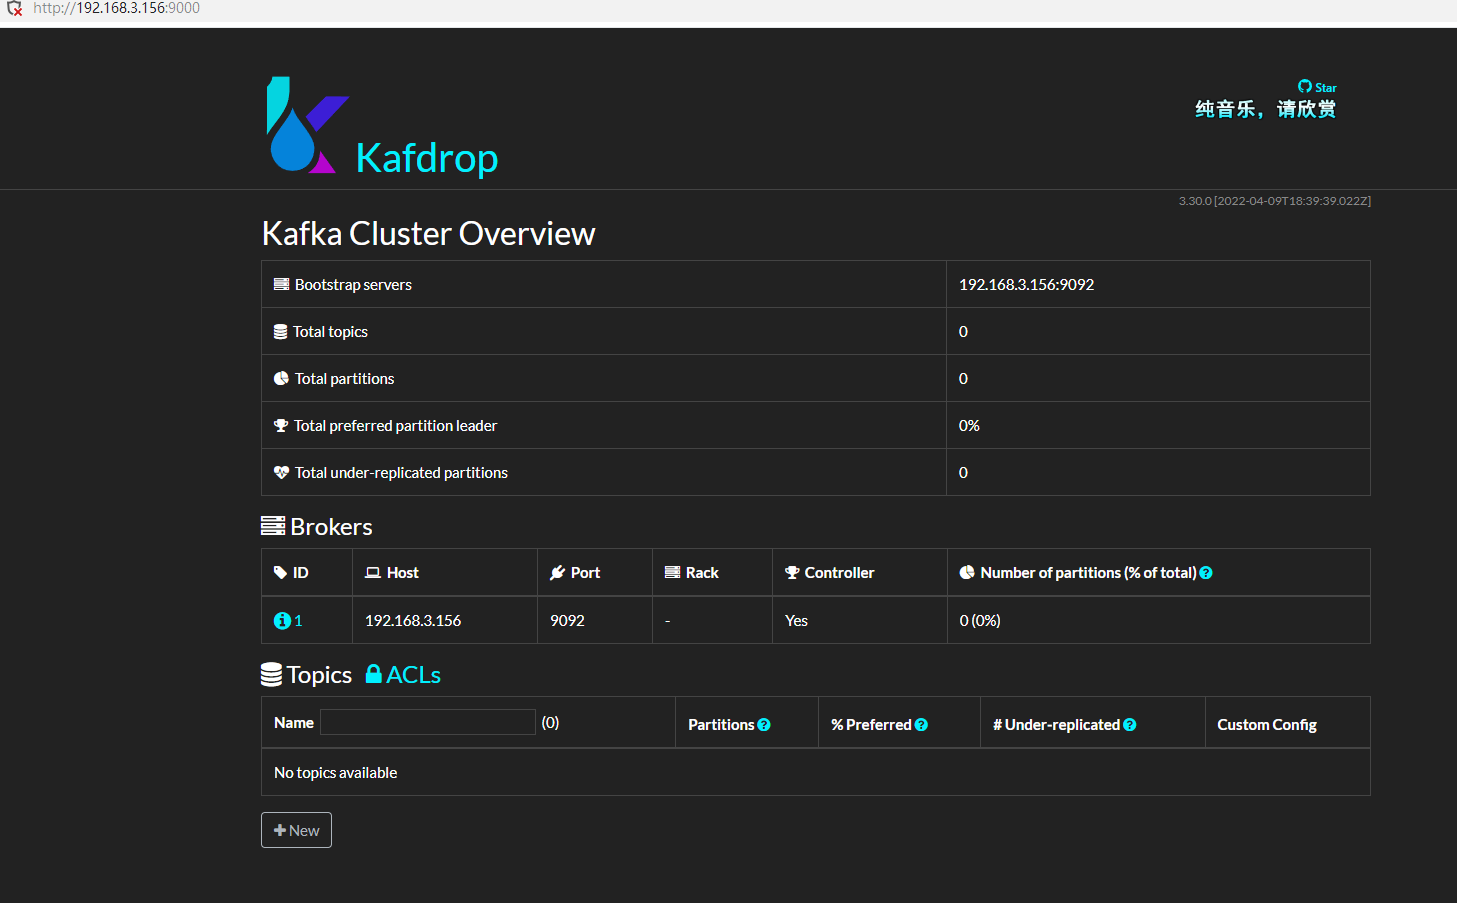 http://192.168.3.156:9000
Star
纯音乐，请欣赏
Kafdrop
3.30.0 [2022-04-09T18:39:39.022Z]
Kafka Cluster Overview
Bootstrap servers 192.168.3.156:9092
Total topics 0
Total partitions 0
Total preferred partition leader 0%
Total under-replicated partitions 0
Brokers
ID Host Port Rack Controller Number of partitions (% of total)
1 192.168.3.156 9092 - Yes 0 (0%)
Topics ACLs
Name (0) Partitions % Preferred # Under-replicated Custom Config
No topics available
New